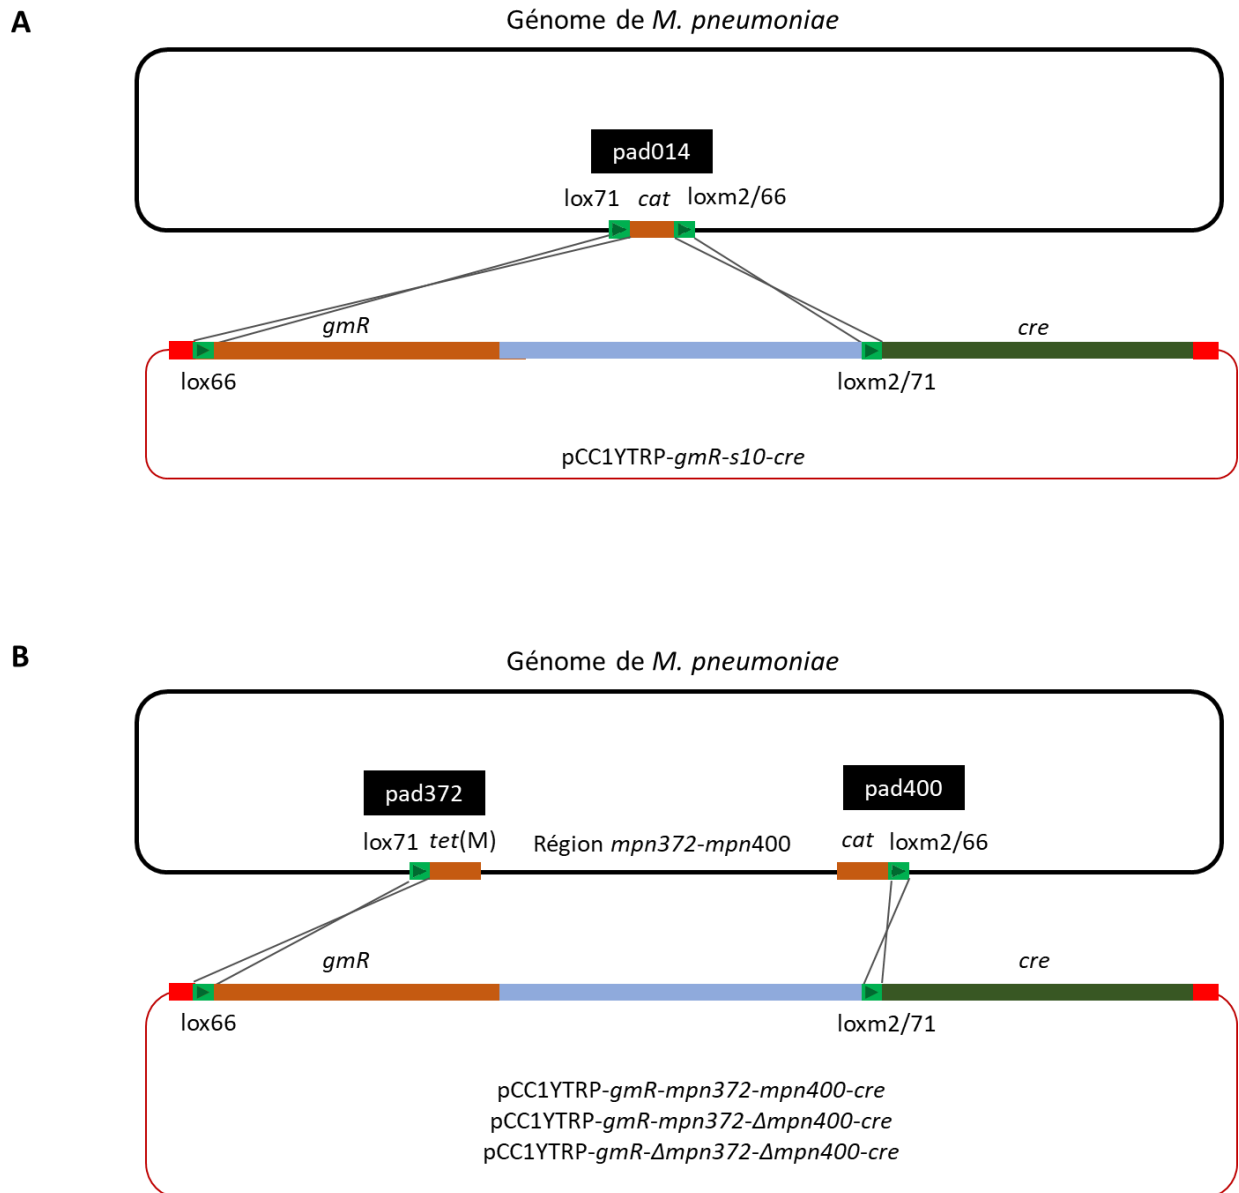 A
Génome de M. pneumoniae
pad014
lox71 cat loxm2/66
gmR cre
lox66 loxm2/71
pCC1YTRP-gmR-s10-cre
B
Génome de M. pneumoniae
pad372 pad400
lox71 tet(M) Région mpn372-mpn400 cat loxm2/66
gmR cre
lox66 loxm2/71
pCC1YTRP-gmR-mpn372-mpn400-cre
pCC1YTRP-gmR-mpn372-Δmpn400-cre
pCC1YTRP-gmR-Δmpn372-Δmpn400-cre